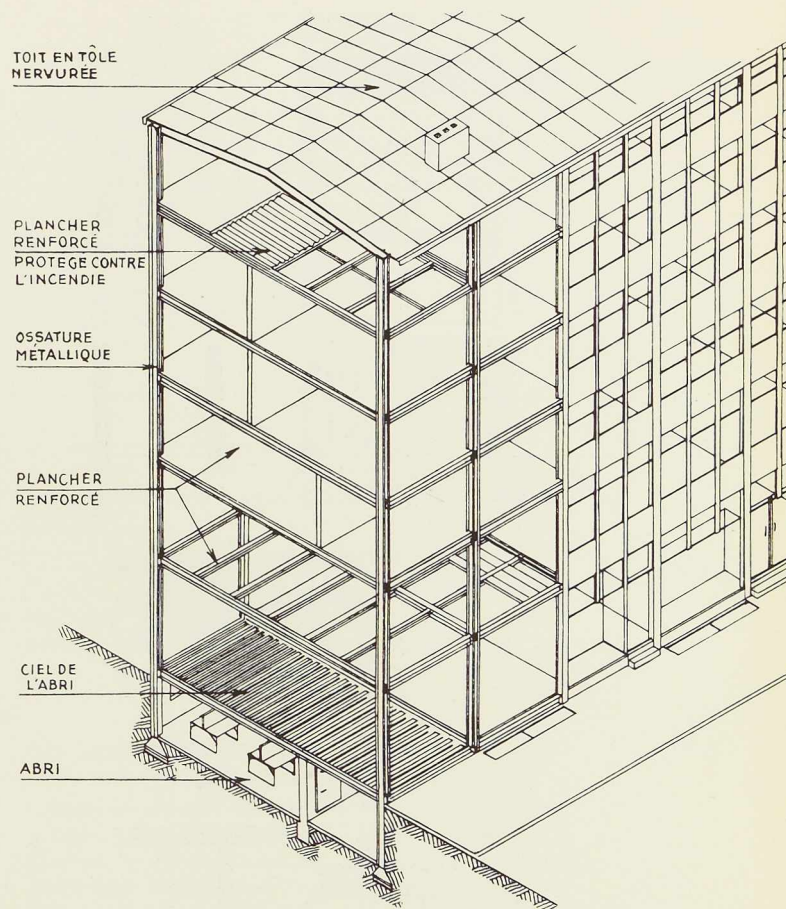 TOIT EN TÔLE
NERVURÉE
PLANCHER
RENFORCÉ
PROTEGE CONTRE
L'INCENDIE
OSSATURE
MÉTALLIQUE
PLANCHER
RENFORCÉ
CIEL DE
L'ABRI
ABRI